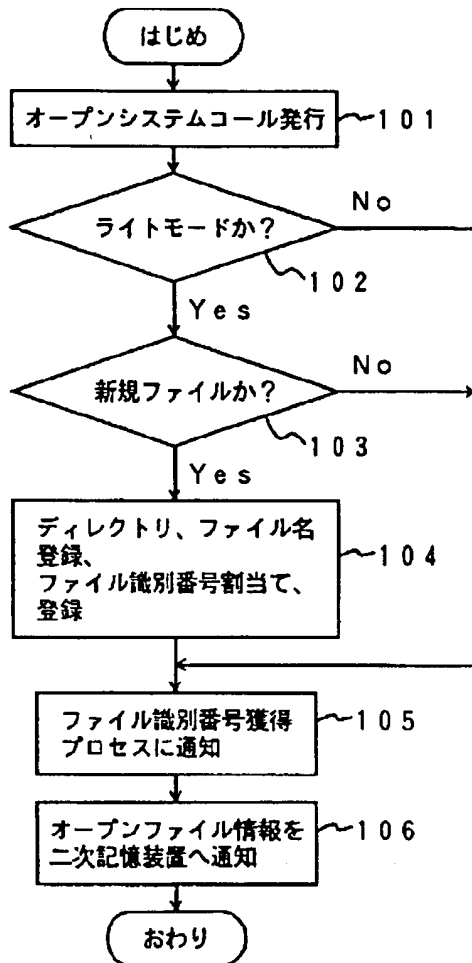 はじめ
オープンシステムコール発行
101
ライトモードか?
No
102
Yes
新規ファイルか?
No
103
Yes
ディレクトリ、ファイル名
登録、
ファイル識別番号割当て、
登録
104
ファイル識別番号獲得
プロセスに通知
105
オープンファイル情報を
二次記憶装置へ通知
106
おわり